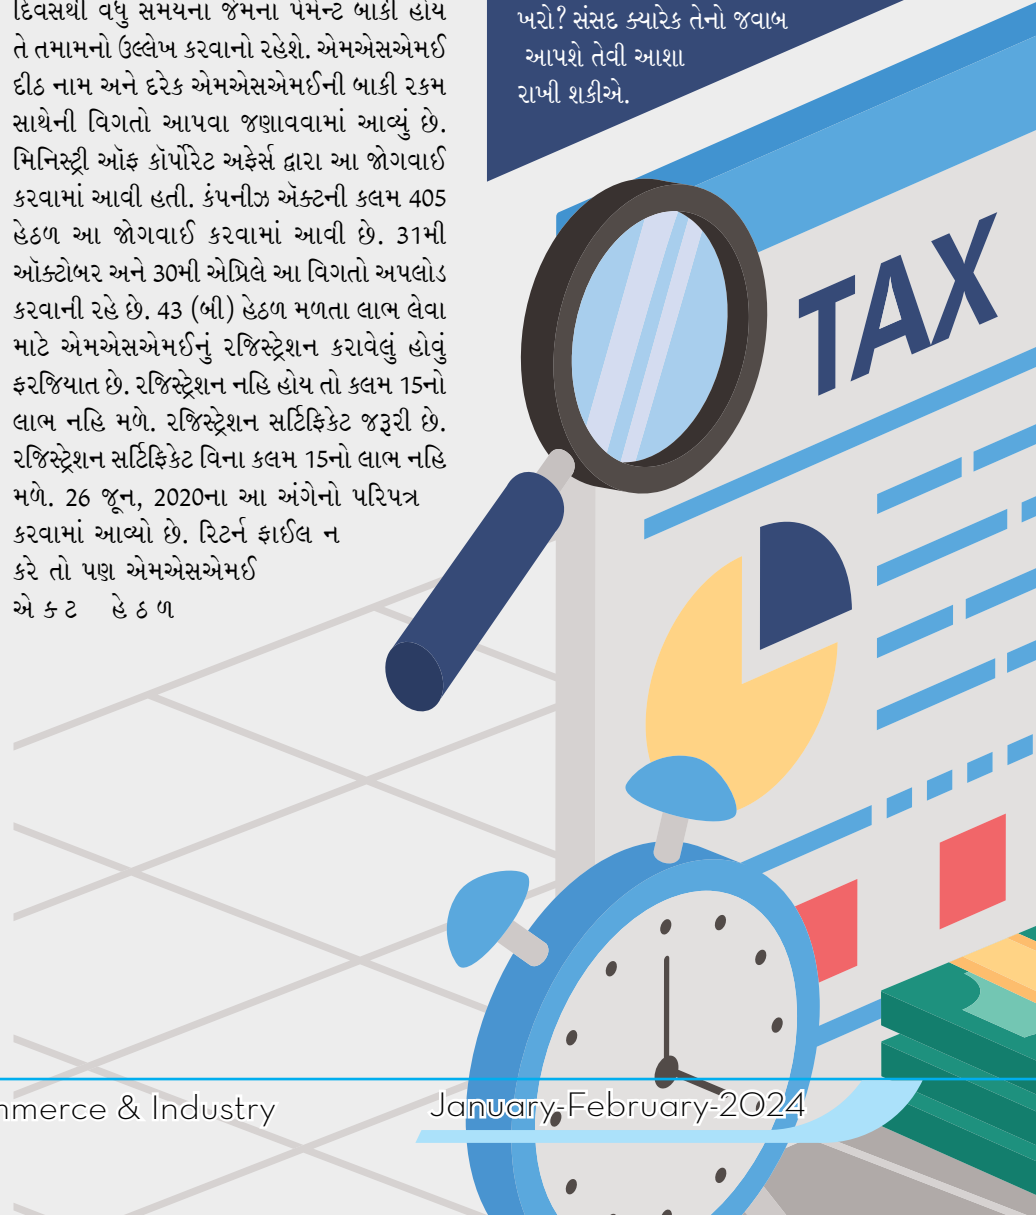 દિવસથી વધુ સમયના જેમના પેમેન્ટ બાકી હોય
તે તમામનો ઉલ્લેખ કરવાનો રહેશે. એમએસએમઈ
દીઠ નામ અને દરેક એમએસએમઈની બાકી રકમ
સાથેની વિગતો આપવા જણાવવામાં આવ્યું છે.
મિનિસ્ટ્રી ઑફ કૉર્પોરેટ અફેર્સ દ્વારા આ જોગવાઈ
કરવામાં આવી હતી. કંપનીઝ ઍક્ટની કલમ 405
હેઠળ આ જોગવાઈ કરવામાં આવી છે. 31મી
ઑક્ટોબર અને 30મી એપ્રિલે આ વિગતો અપલોડ
કરવાની રહે છે. 43 (બી) હેઠળ મળતા લાભ લેવા
માટે એમએસએમઈનું રજિસ્ટ્રેશન કરાવેલું હોવું
ફરજિયાત છે. રજિસ્ટ્રેશન નહિ હોય તો કલમ 15નો
લાભ નહિ મળે. રજિસ્ટ્રેશન સર્ટિફિકેટ જરૂરી છે.
રજિસ્ટ્રેશન સર્ટિફિકેટ વિના કલમ 15નો લાભ નહિ
મળે. 26 જૂન, 2020ના આ અંગેનો પરિપત્ર
કરવામાં આવ્યો છે. રિટર્ન ફાઈલ ન
કરે તો પણ એમએસએમઈ
એક્ટ હેઠળ
ખરો? સંસદ ક્યારેક તેનો જવાબ
આપશે તેવી આશા
રાખી શકીએ.
TAX
mmerce & Industry
January-February-2024